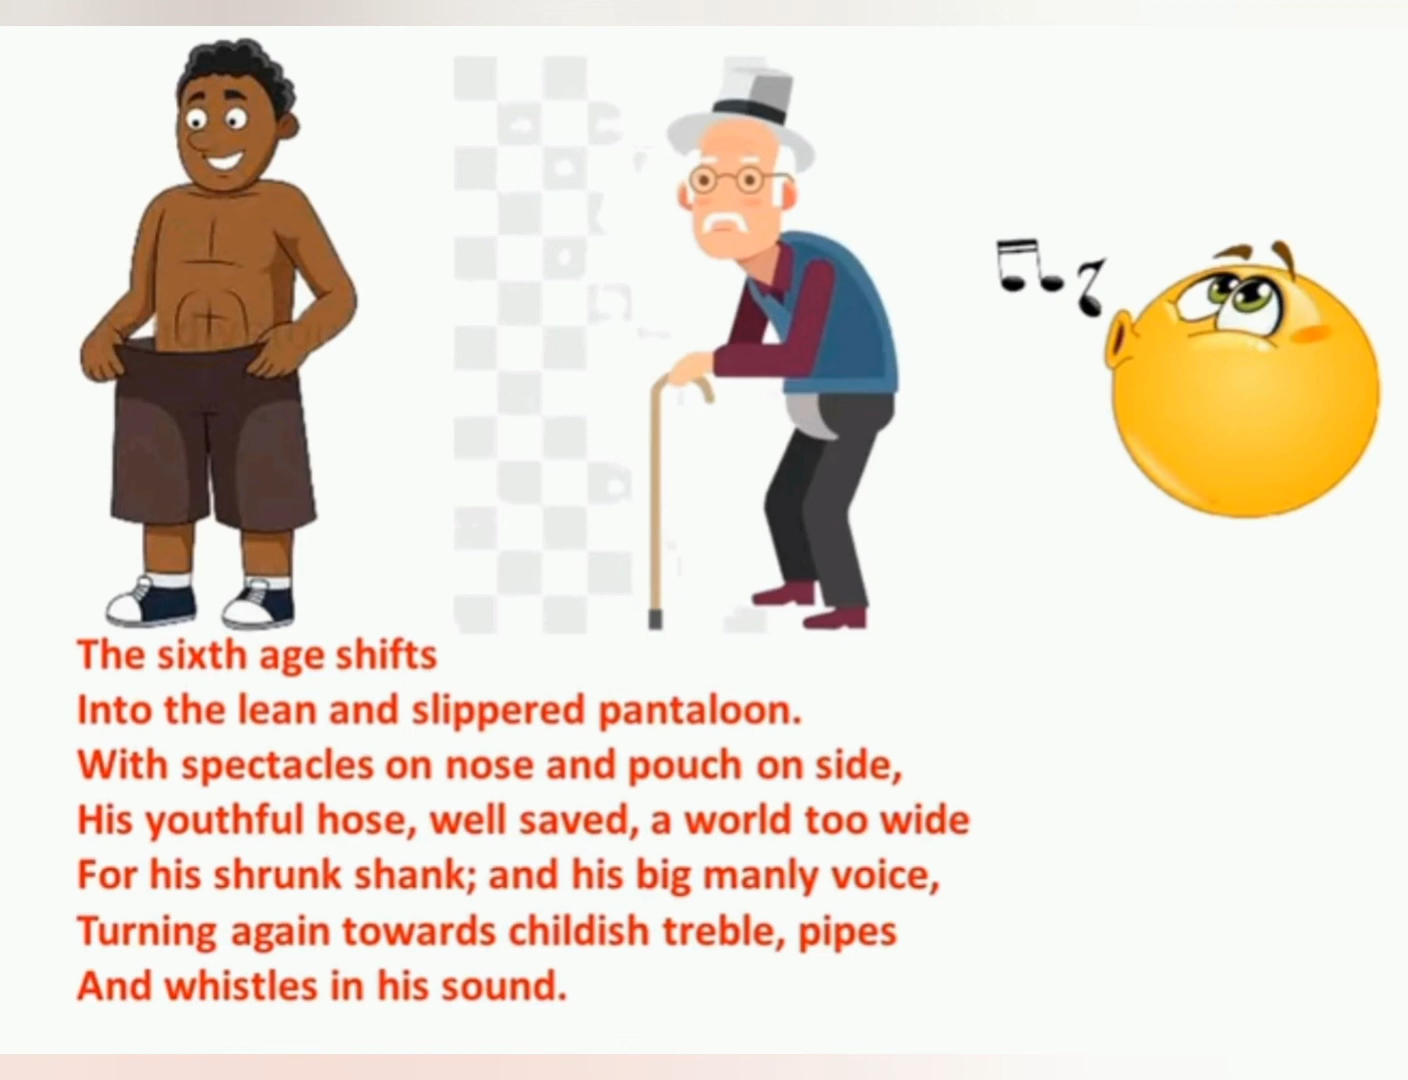 The sixth age shifts
Into the lean and slippered pantaloon.
With spectacles on nose and pouch on side,
His youthful hose, well saved, a world too wide
For his shrunk shank; and his big manly voice,
Turning again towards childish treble, pipes
And whistles in his sound.